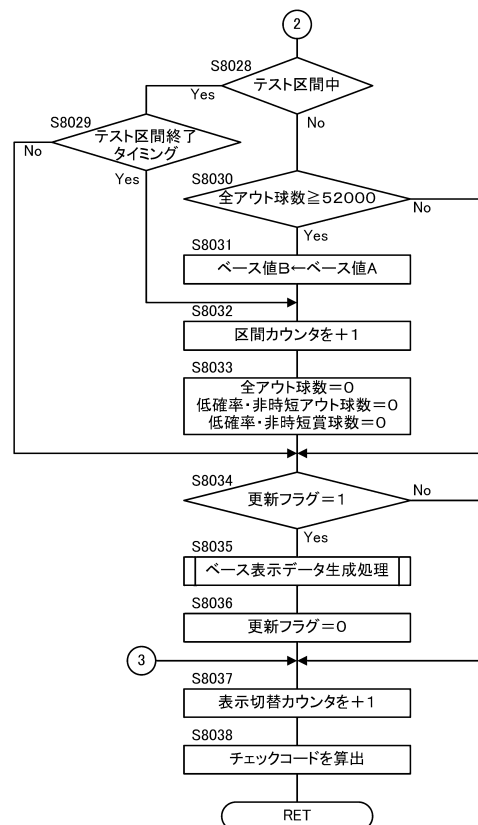 2
S8028
テスト区間中
Yes
No
S8029
テスト区間終了
タイミング
No
Yes
S8030
全アウト球数≧52000
No
Yes
S8031
ベース値B←ベース値A
S8032
区間カウンタを+1
S8033
全アウト球数=0
低確率・非時短アウト球数=0
低確率・非時短賞球数=0
S8034
更新フラグ=1
No
Yes
S8035
ベース表示データ生成処理
S8036
更新フラグ=0
3
S8037
表示切替カウンタを+1
S8038
チェックコードを算出
RET